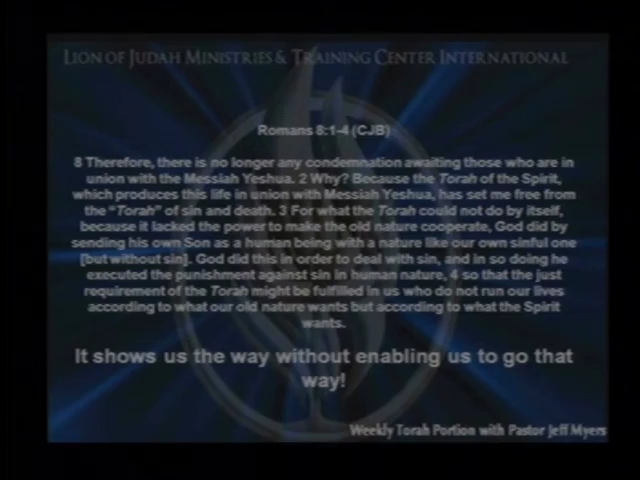 LION OF JUDAH MINISTRIES & TRAINING CENTER INTERNATIONAL
Romans 8:1-4 (CJB)
8 Therefore, there is no longer any condemnation awaiting those who are in
union with the Messiah Yeshua. 2 Why? Because the Torah of the Spirit,
which produces this life in union with Messiah Yeshua, has set me free from
the “Torah” of sin and death. 3 For what the Torah could not do by itself,
because it lacked the power to make the old nature cooperate, God did by
sending his own Son as a human being with a nature like our own sinful one
[but without sin]. God did this in order to deal with sin, and in so doing he
executed the punishment against sin in human nature, 4 so that the just
requirement of the Torah might be fulfilled in us who do not run our lives
according to what our old nature wants but according to what the Spirit
wants.
It shows us the way without enabling us to go that
way!
Weekly Torah Portion with Pastor Jeff Myers